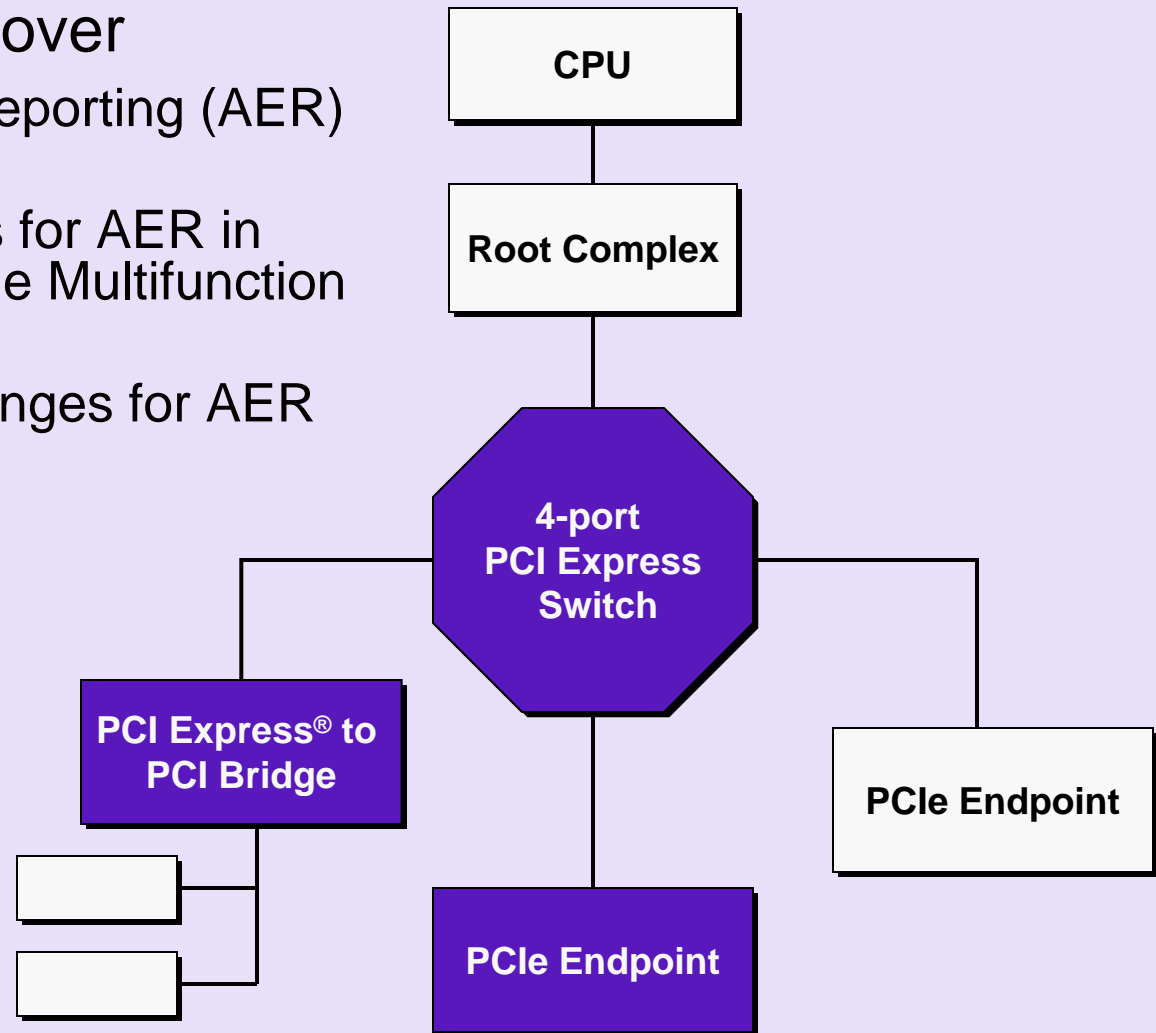 over
eporting (AER)
s for AER in
e Multifunction
nges for AER
CPU
Root Complex
4-port
PCI Express
Switch
PCI Express® to
PCI Bridge
PCIe Endpoint
PCIe Endpoint